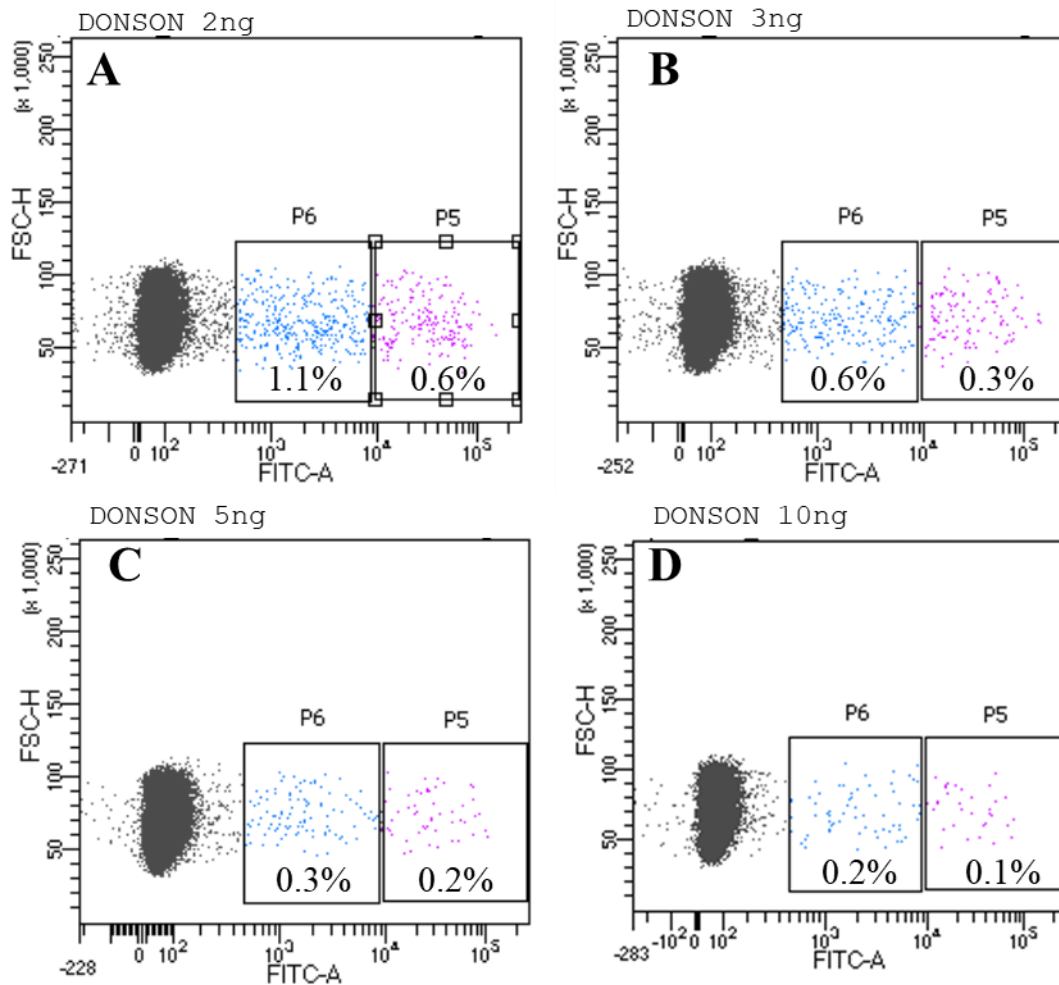 DONSON 2ng
A
(x 1,000)
250
200
150
100
50
FSC-H
P6
P5
1.1%
0.6%
-271
0
10²
10³
10⁴
10⁵
FITC-A
DONSON 3ng
B
(x 1,000)
250
200
150
100
50
FSC-H
P6
P5
0.6%
0.3%
-252
0
10²
10³
10⁴
10⁵
FITC-A
DONSON 5ng
C
(x 1,000)
250
200
150
100
50
FSC-H
P6
P5
0.3%
0.2%
-228
0
10²
10³
10⁴
10⁵
FITC-A
DONSON 10ng
D
(x 1,000)
250
200
150
100
50
FSC-H
P6
P5
0.2%
0.1%
-283
-10²
0
10²
10³
10⁴
10⁵
FITC-A